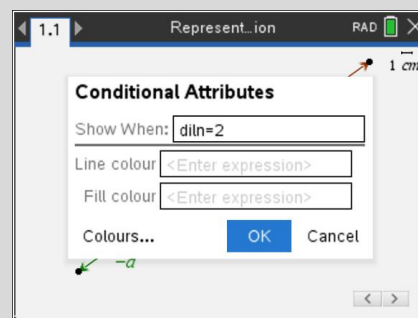 1.1 Represent...ion RAD
1 cm
Conditional Attributes
Show When: diln=2
Line colour <Enter expression>
Fill colour <Enter expression>
Colours... OK Cancel
-a